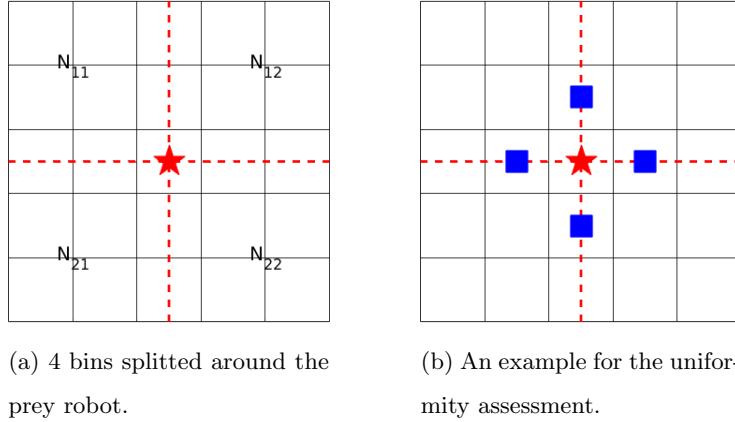 N11 N12
N21 N22
(a) 4 bins splitted around the
prey robot.
(b) An example for the unifor-
mity assessment.